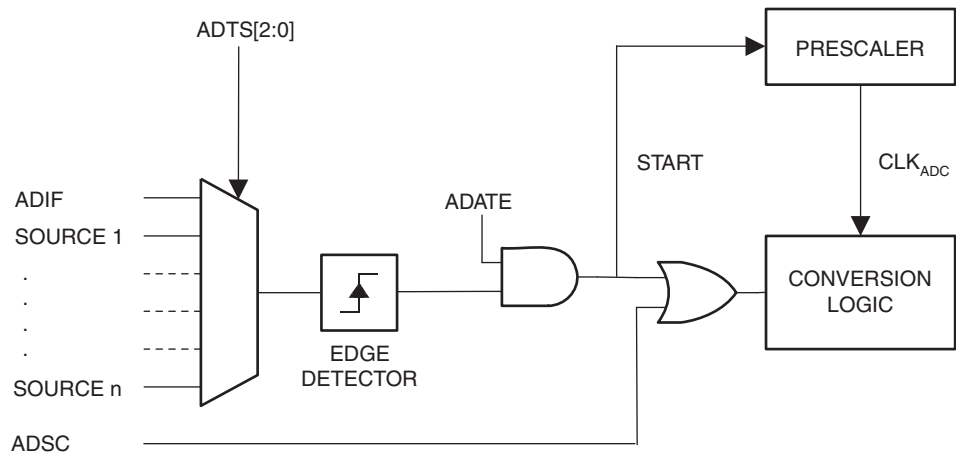 ADTS[2:0]
PRESCALER
START
CLKADC
ADIF
ADATE
SOURCE 1
.
.
.
.
CONVERSION
LOGIC
EDGE
DETECTOR
SOURCE n
ADSC